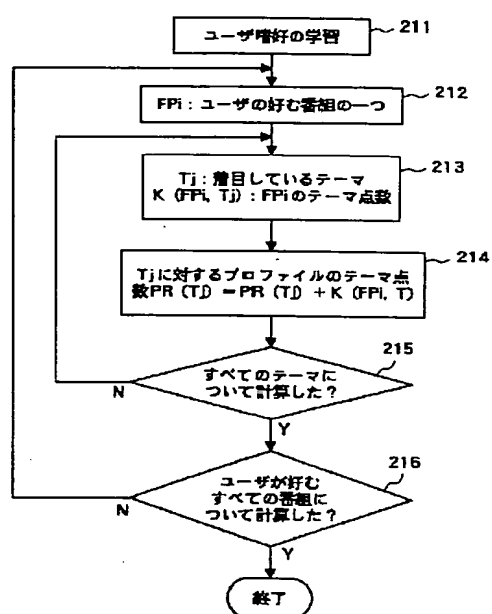 ユーザ嗜好の学習
211
FPi：ユーザの好む番組の一つ
212
Tj：着目しているテーマ
K（FPi, Tj）：FPiのテーマ点数
213
Tjに対するプロファイルのテーマ点
数PR（Tj）＝PR（Tj）＋K（FPi, T）
214
すべてのテーマに
ついて計算した？
215
N
Y
ユーザが好む
すべての番組に
ついて計算した？
216
N
Y
終了